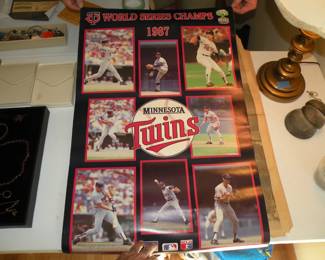 WORLD SERIES CHAMPS
1987
MINNESOTA
Twins